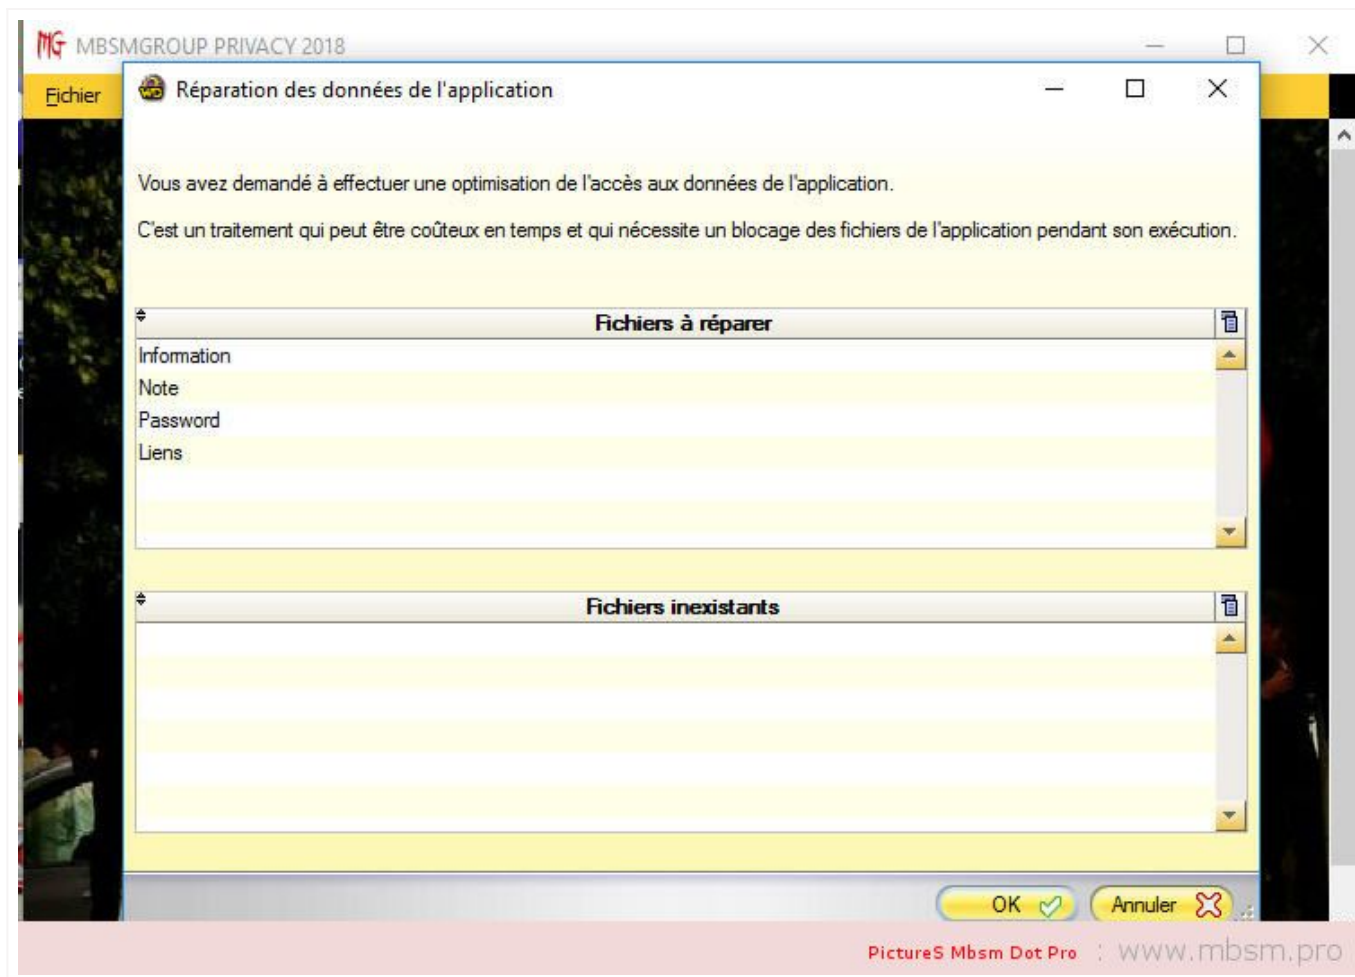 MG MBSMGROUP PRIVACY 2018
Fichier
Réparation des données de l'application
Vous avez demandé à effectuer une optimisation de l'accès aux données de l'application.
C'est un traitement qui peut être coûteux en temps et qui nécessite un blocage des fichiers de l'application pendant son exécution.
Fichiers à réparer
Information
Note
Password
Liens
Fichiers inexistants
OK
Annuler
PictureS Mbsm Dot Pro : www.mbsm.pro